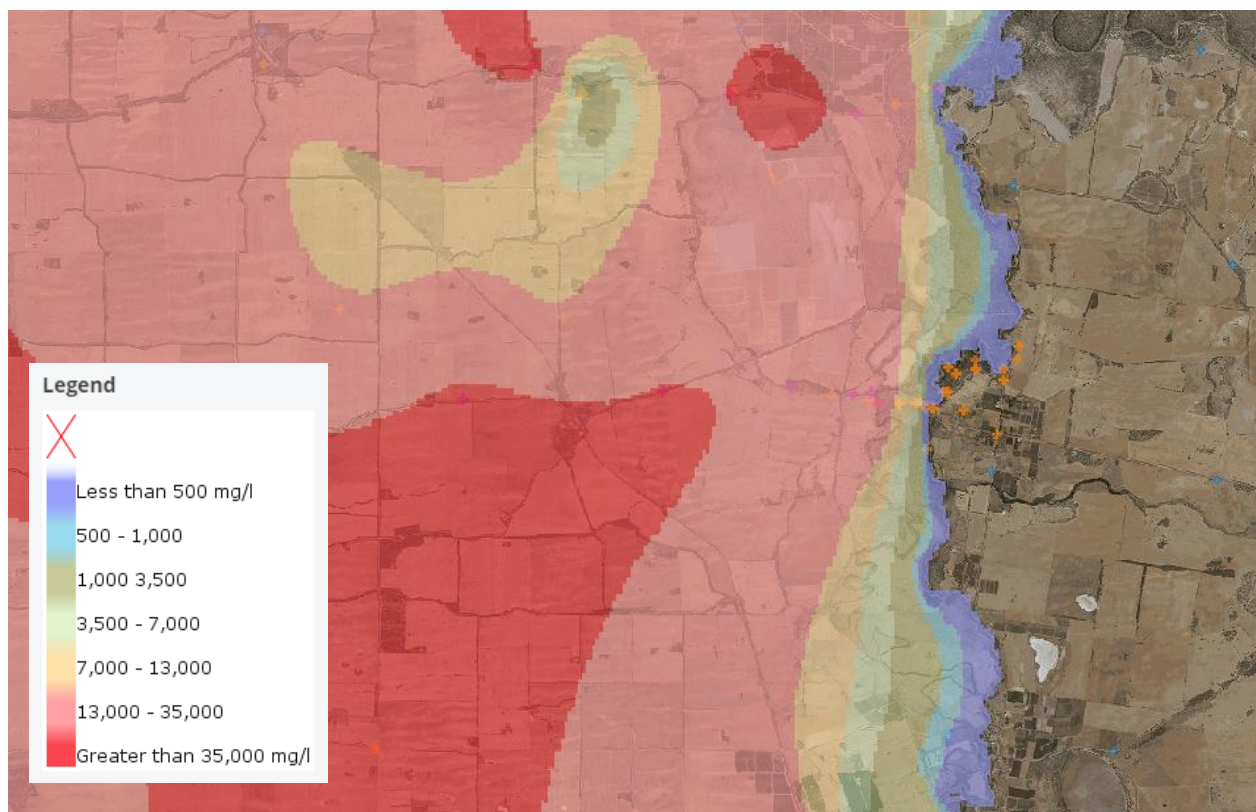 Legend
Less than 500 mg/l
500 - 1,000
1,000 3,500
3,500 - 7,000
7,000 - 13,000
13,000 - 35,000
Greater than 35,000 mg/l